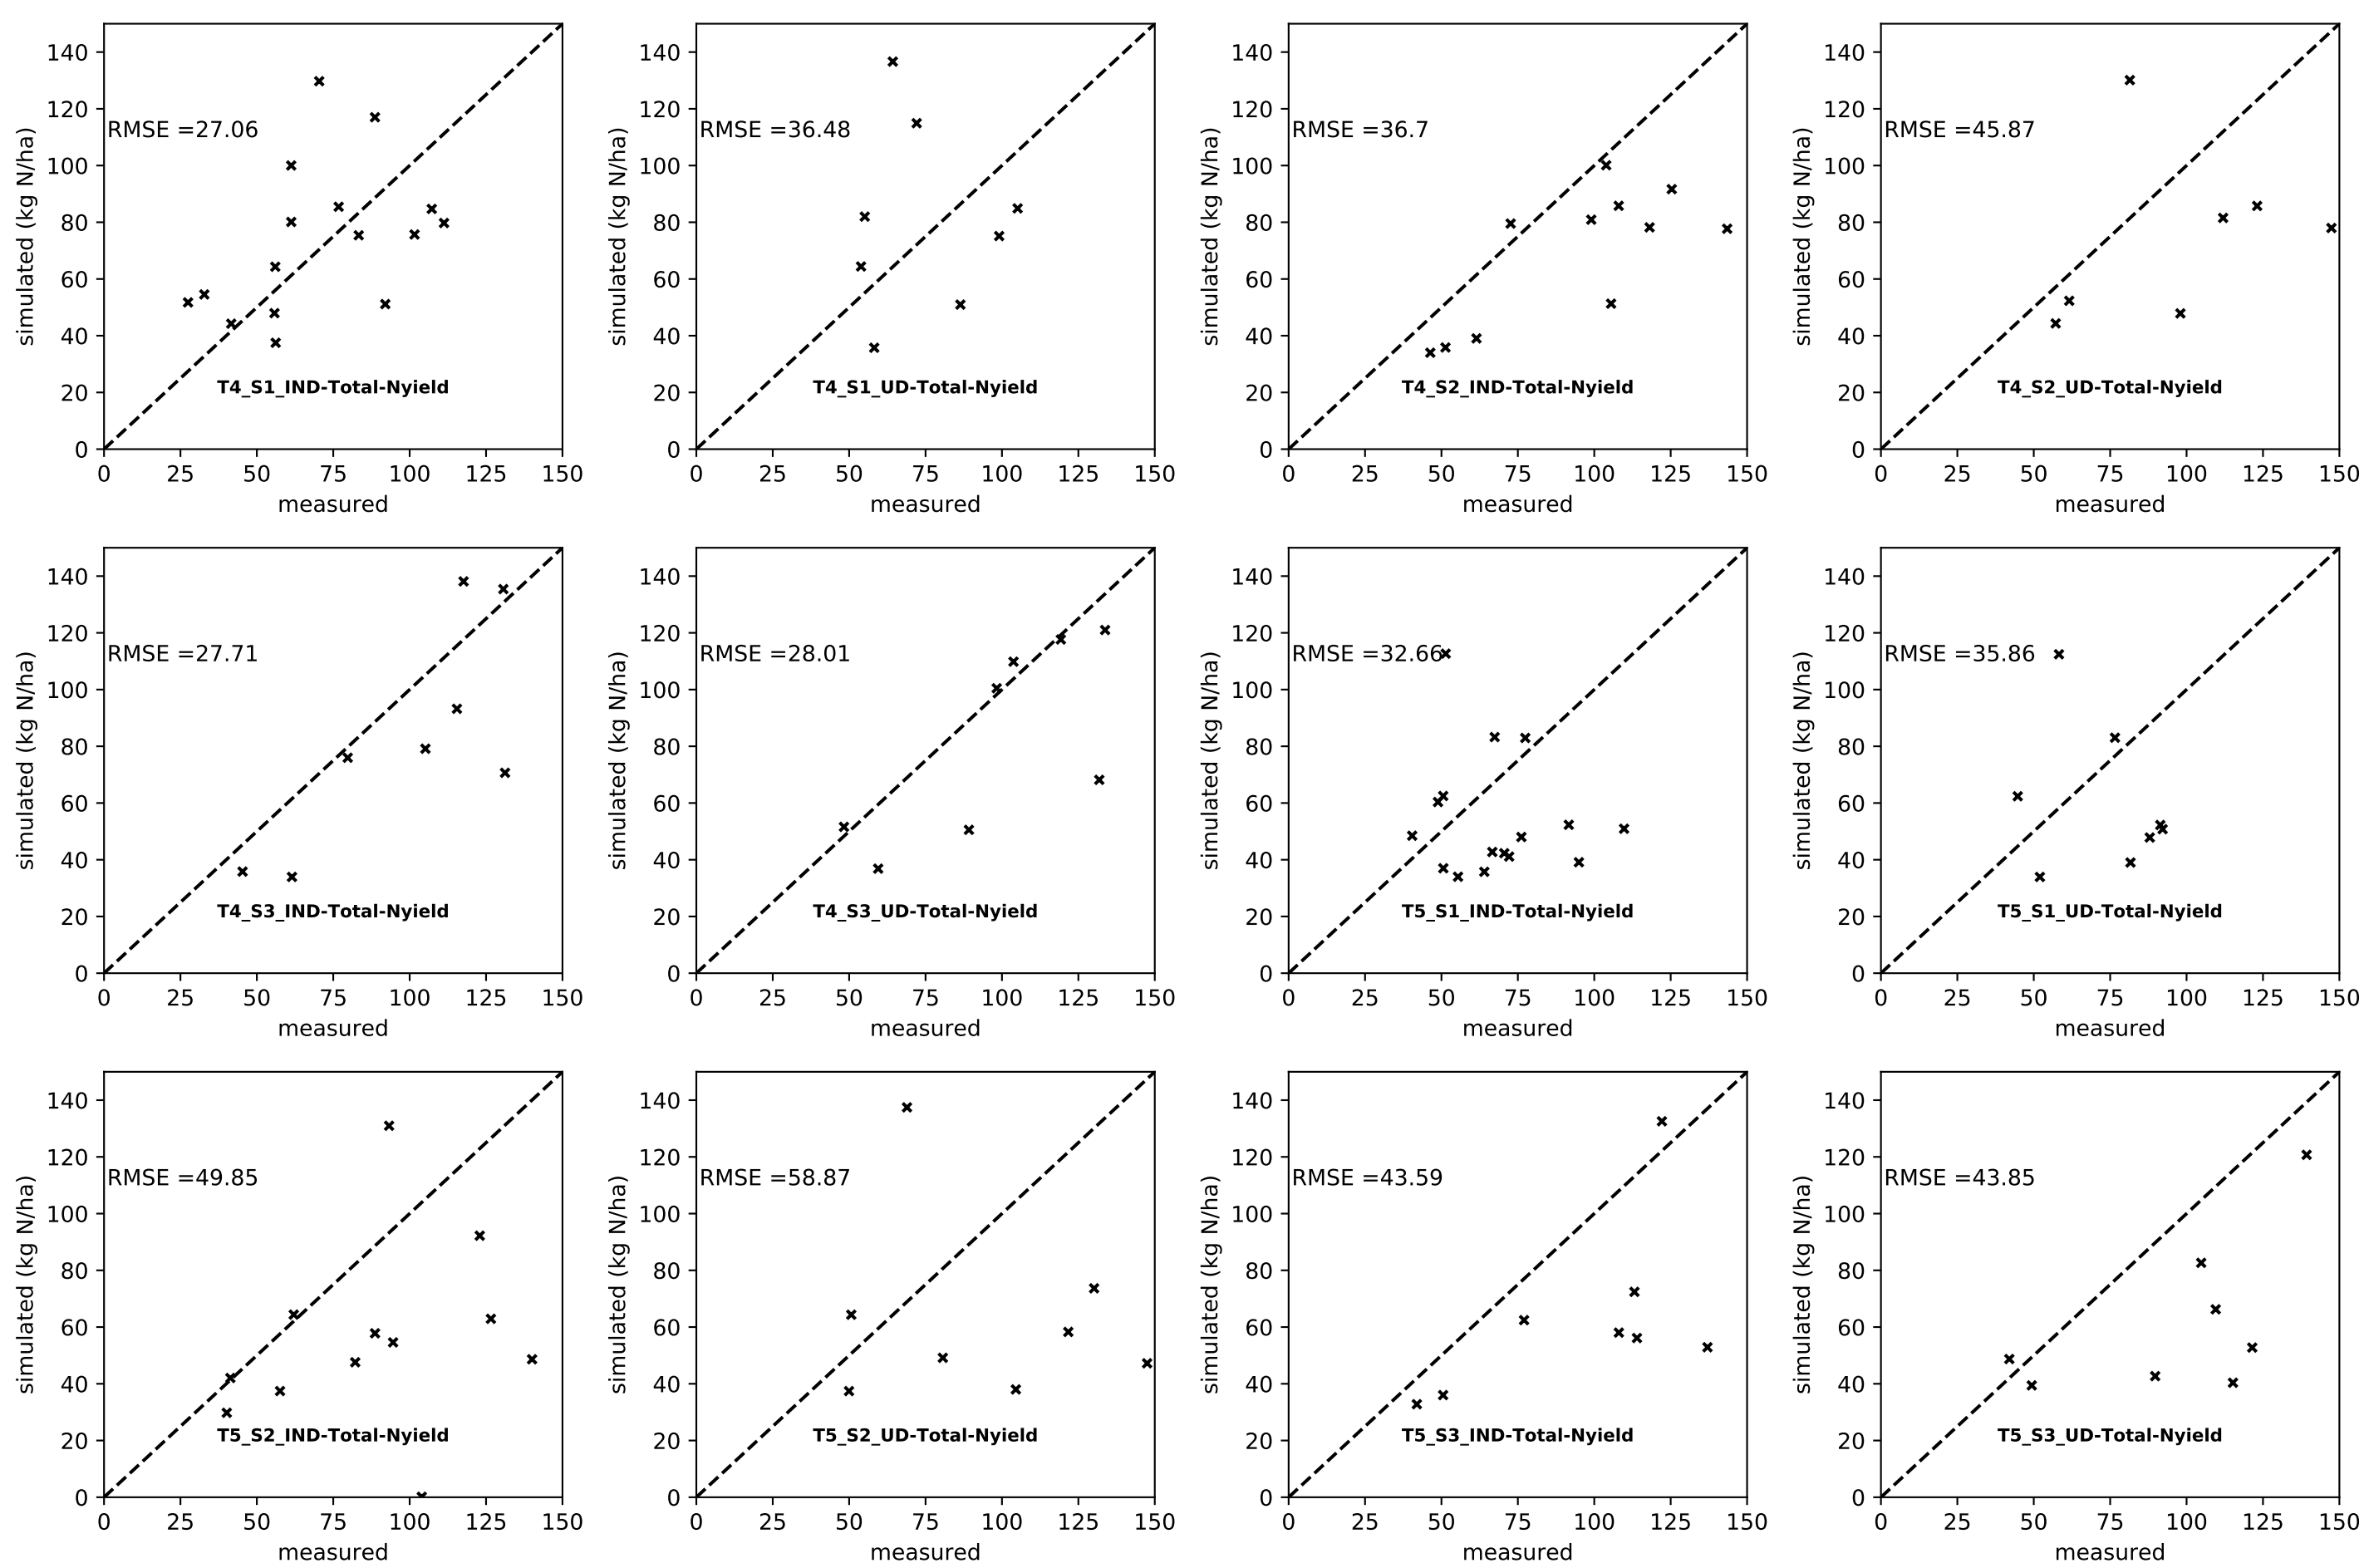 140
120
100
80
60
40
20
0
simulated (kg N/ha)
RMSE =27.06
T4_S1_IND-Total-Nyield
0 25 50 75 100 125 150
measured
140
120
100
80
60
40
20
0
simulated (kg N/ha)
RMSE =36.48
T4_S1_UD-Total-Nyield
0 25 50 75 100 125 150
measured
140
120
100
80
60
40
20
0
simulated (kg N/ha)
RMSE =36.7
T4_S2_IND-Total-Nyield
0 25 50 75 100 125 150
measured
140
120
100
80
60
40
20
0
simulated (kg N/ha)
RMSE =45.87
T4_S2_UD-Total-Nyield
0 25 50 75 100 125 150
measured
140
120
100
80
60
40
20
0
simulated (kg N/ha)
RMSE =27.71
T4_S3_IND-Total-Nyield
0 25 50 75 100 125 150
measured
140
120
100
80
60
40
20
0
simulated (kg N/ha)
RMSE =28.01
T4_S3_UD-Total-Nyield
0 25 50 75 100 125 150
measured
140
120
100
80
60
40
20
0
simulated (kg N/ha)
RMSE =32.66
T5_S1_IND-Total-Nyield
0 25 50 75 100 125 150
measured
140
120
100
80
60
40
20
0
simulated (kg N/ha)
RMSE =35.86
T5_S1_UD-Total-Nyield
0 25 50 75 100 125 150
measured
140
120
100
80
60
40
20
0
simulated (kg N/ha)
RMSE =49.85
T5_S2_IND-Total-Nyield
0 25 50 75 100 125 150
measured
140
120
100
80
60
40
20
0
simulated (kg N/ha)
RMSE =58.87
T5_S2_UD-Total-Nyield
0 25 50 75 100 125 150
measured
140
120
100
80
60
40
20
0
simulated (kg N/ha)
RMSE =43.59
T5_S3_IND-Total-Nyield
0 25 50 75 100 125 150
measured
140
120
100
80
60
40
20
0
simulated (kg N/ha)
RMSE =43.85
T5_S3_UD-Total-Nyield
0 25 50 75 100 125 150
measured